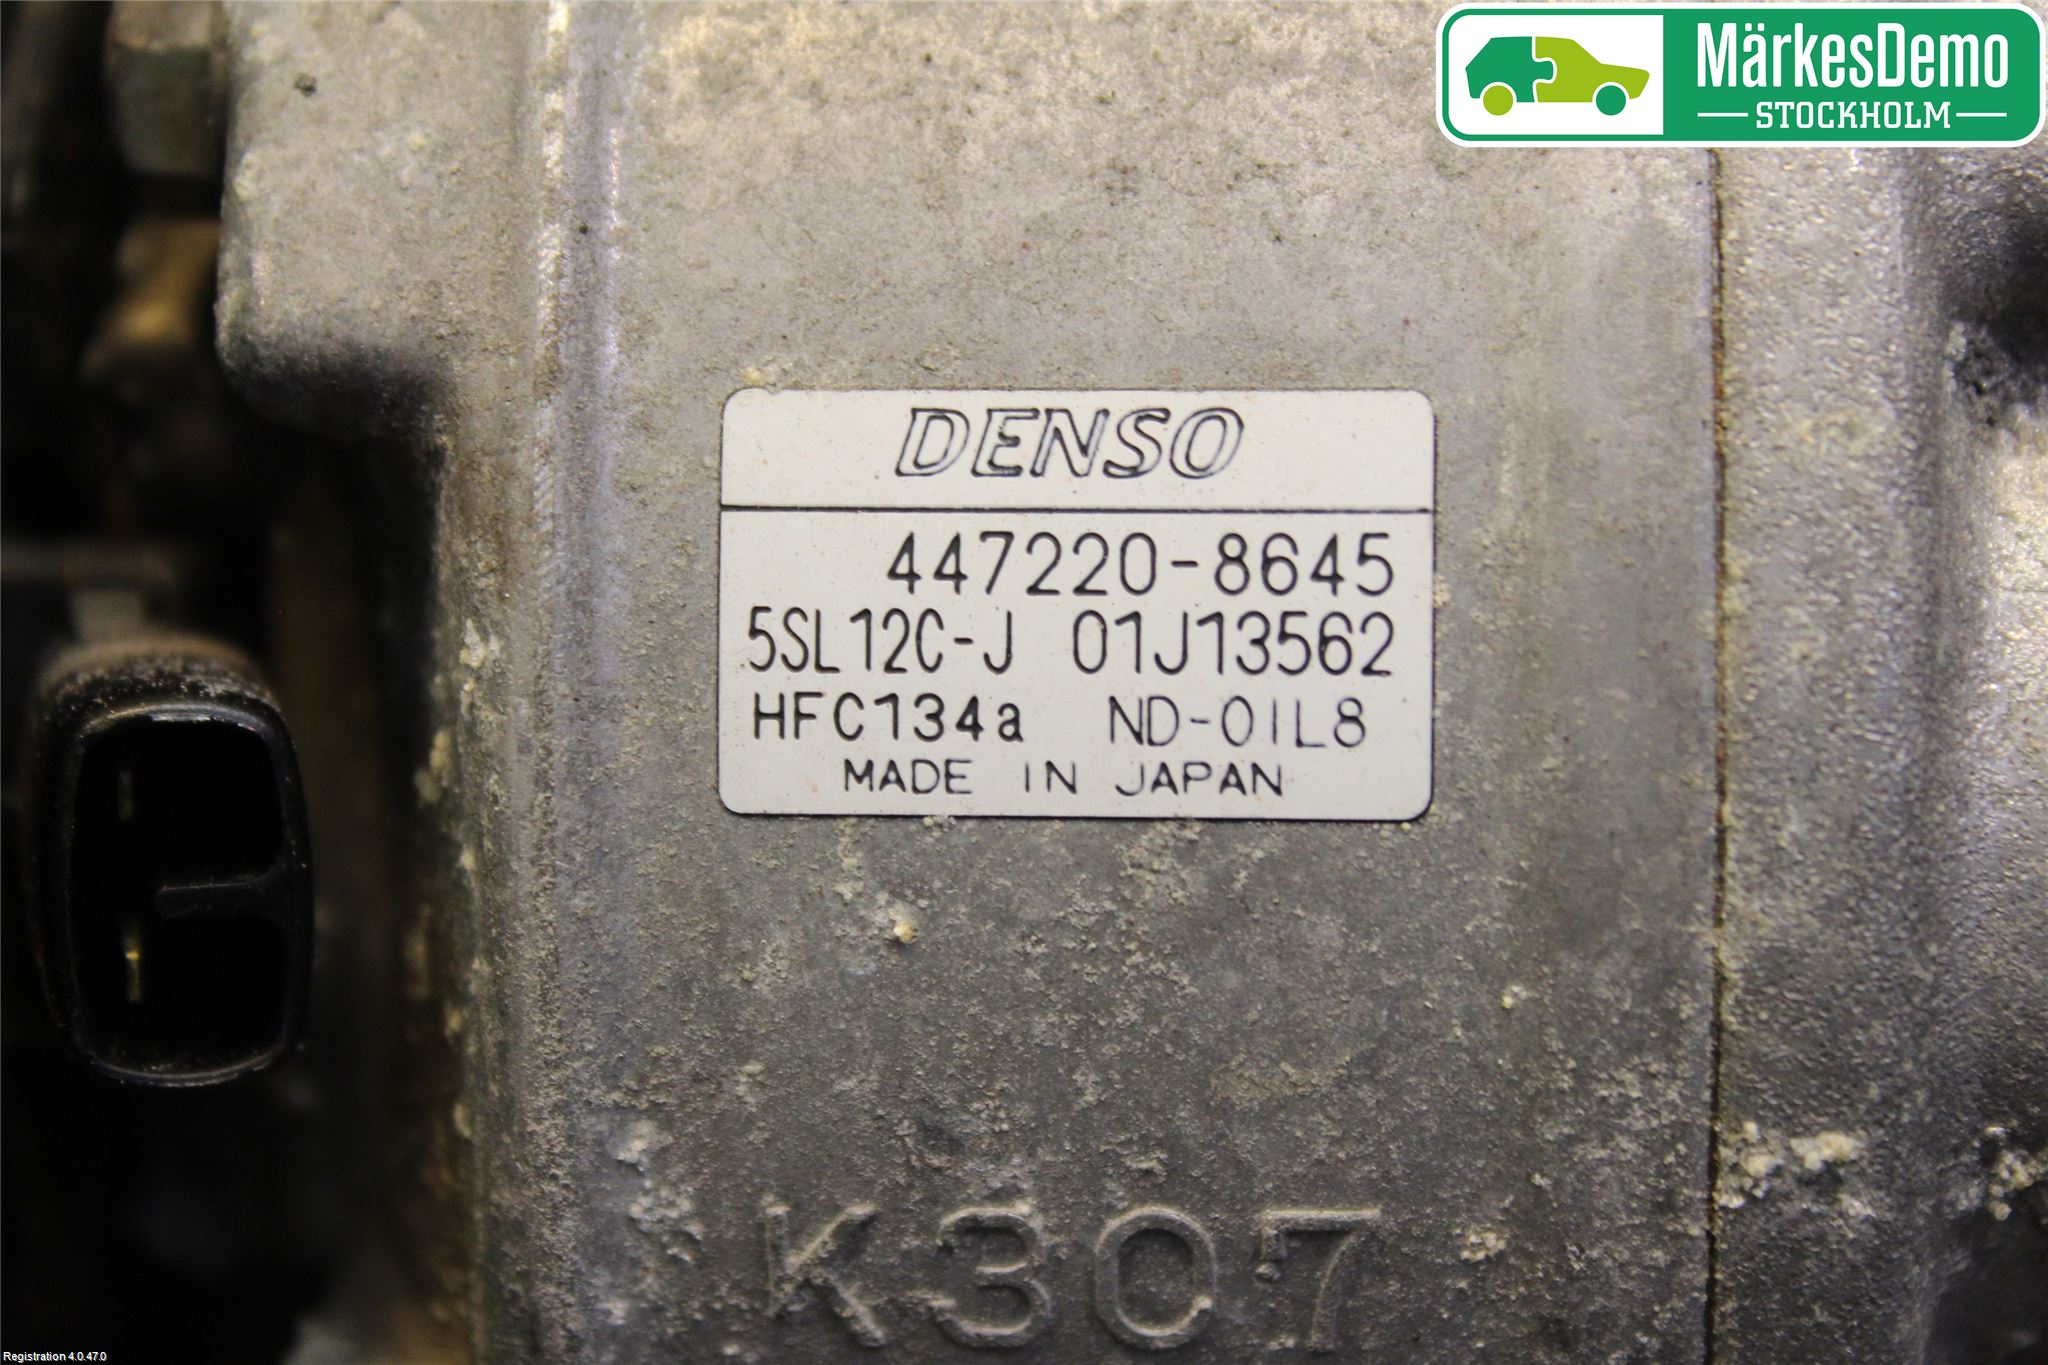 MärkesDemo
STOCKHOLM
DENSO
447220-8645
5SL12C-J 01J13562
HFC134a ND-OIL8
MADE IN JAPAN
K307
Registration 4.0.47.0